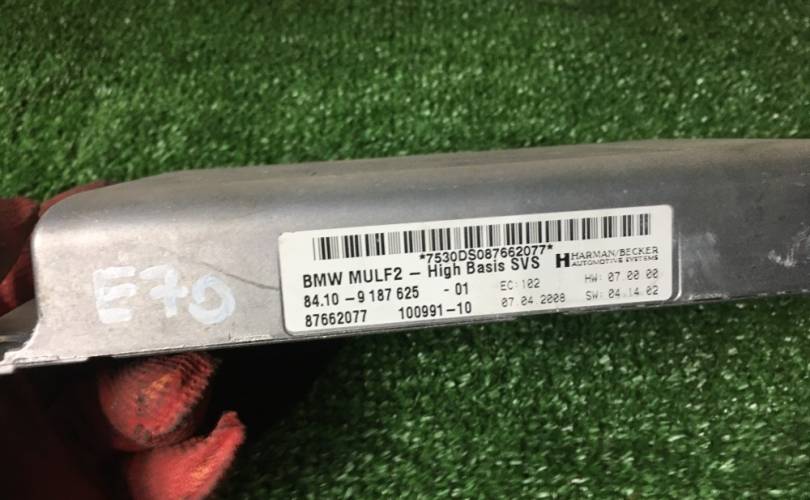 *7530DS087662077*
BMW MULF2 – High Basis SVS
HARMAN/BECKER
AUTOMOTIVE SYSTEMS
84.10 –9 187 625 - 01
EC: 102
HW: 07.00.00
87662077 100991–10
07.04.2008
SW: 04.14.02
E70